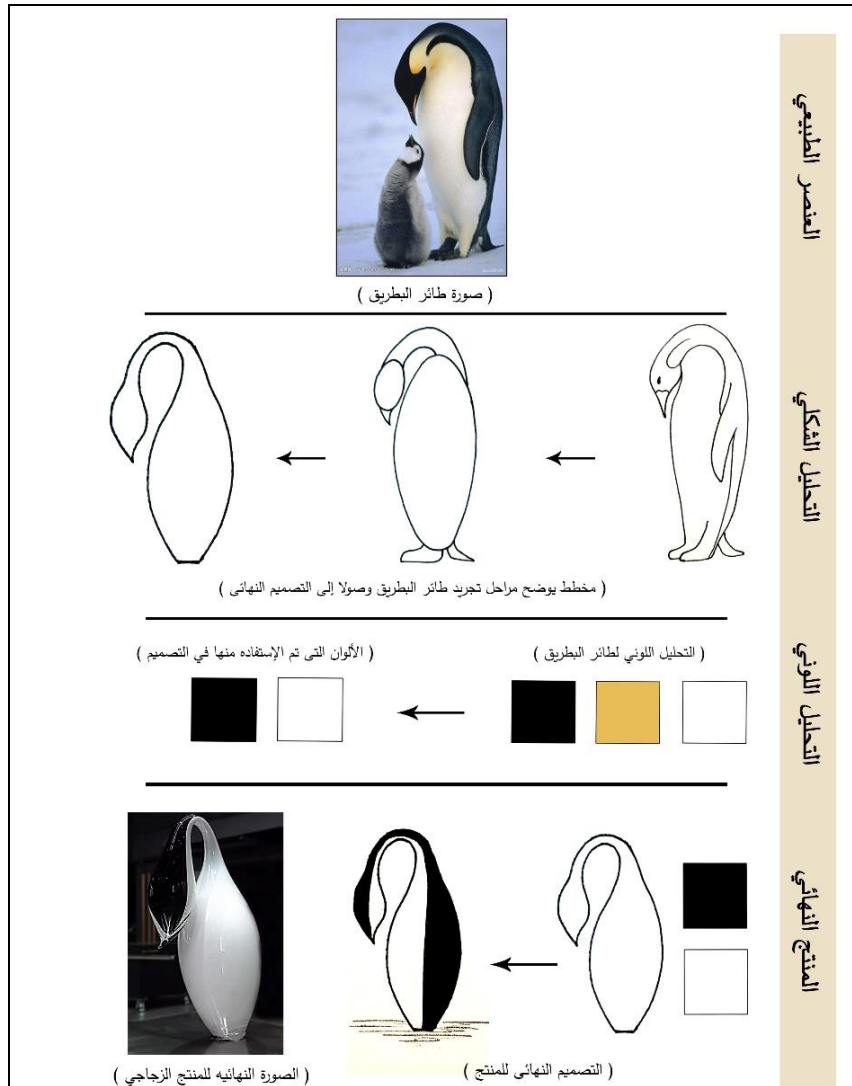 العنصر الطبيعي
( صورة طائر البطريق )
التحليل الشكلي
( مخطط يوضح مراحل تجريد طائر البطريق وصولا إلى التصميم النهائى )
التحليل اللوني
( التحليل اللوني لطائر البطريق )
( الألوان التى تم الإستفاده منها في التصميم )
المنتج النهائي
( التصميم النهائى للمنتج )
( الصورة النهائيه للمنتج الزجاجي )